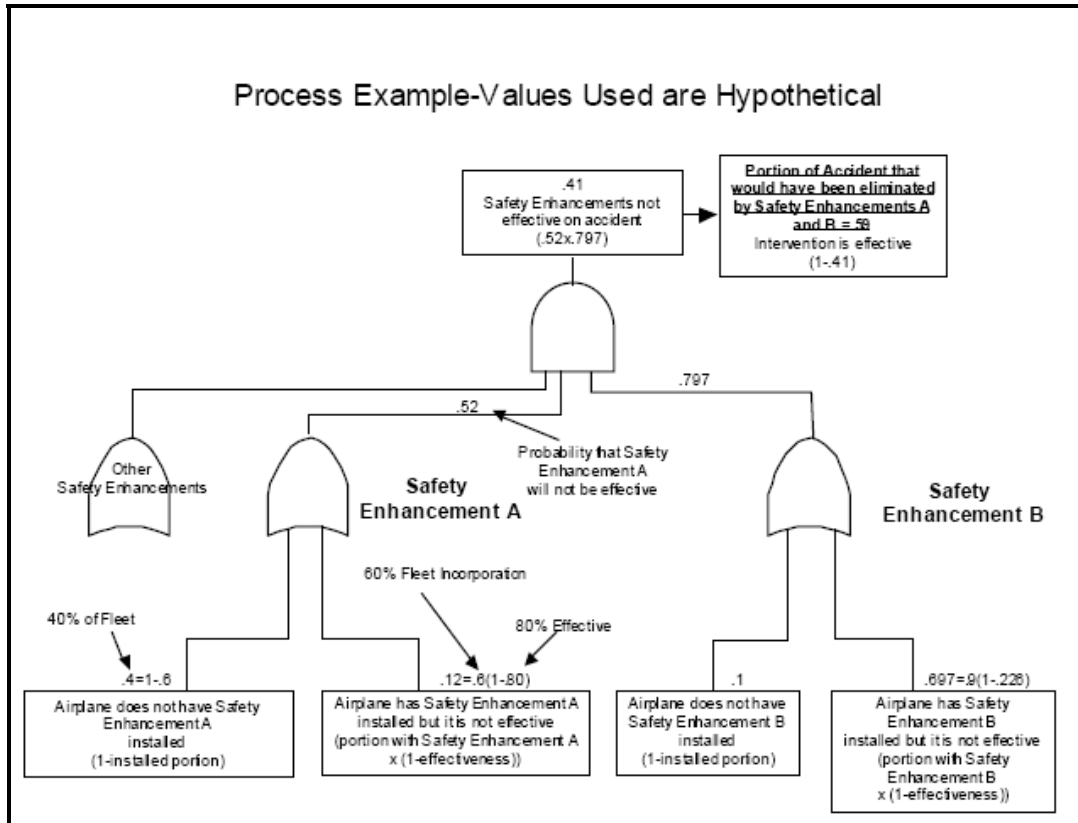 Process Example-Values Used are Hypothetical
.41
Safety Enhancements not
effective on accident
(.52x.797)
Portion of Accident that
would have been eliminated
by Safety Enhancements A
and B = .59
Intervention is effective
(1-.41)
.797
.52
Probability that Safety
Enhancement A
will not be effective
Other
Safety Enhancements
Safety
Enhancement A
Safety
Enhancement B
60% Fleet Incorporation
40% of Fleet
80% Effective
.4=1-.6
Airplane does not have Safety
Enhancement A
installed
(1-installed portion)
.12=.6(1-.80)
Airplane has Safety Enhancement A
installed but it is not effective
(portion with Safety Enhancement A
x (1-effectiveness))
.1
Airplane does not have
Safety Enhancement B
installed
(1-installed portion)
.697=.9(1-.226)
Airplane has Safety
Enhancement B
installed but it is not effective
(portion with Safety
Enhancement B
x (1-effectiveness))